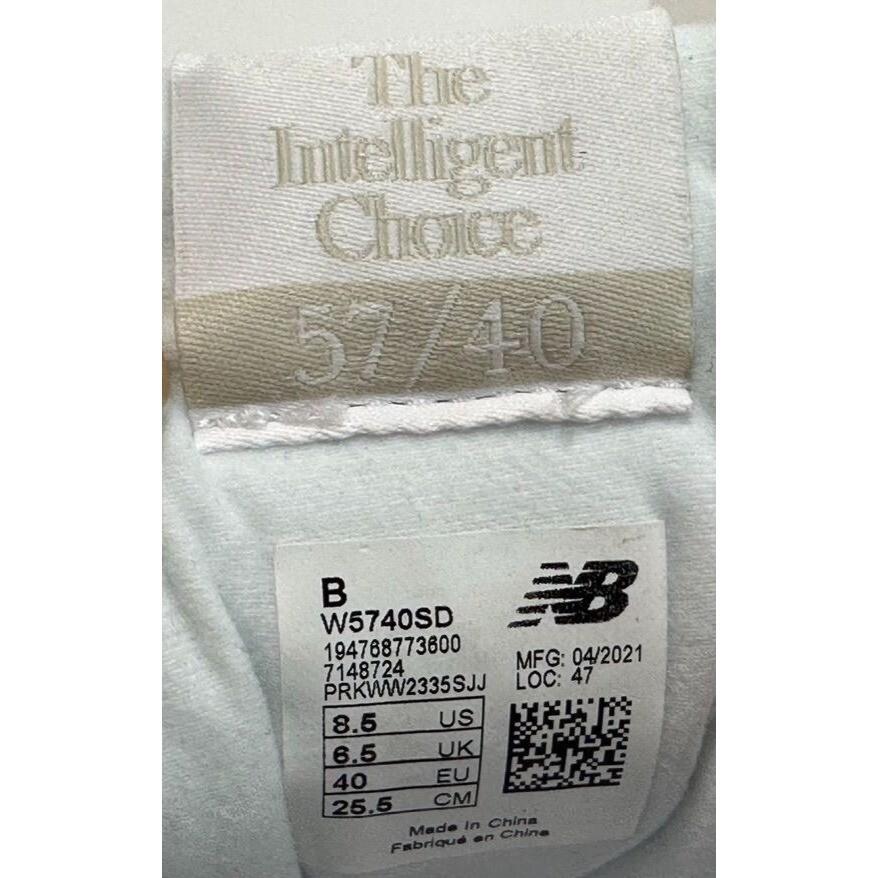 The
Intelligent
Choice
57/40
B
W5740SD
194768773600
7148724
PRKWW2335SJJ
NB
MFG: 04/2021
LOC: 47
8.5 US
6.5 UK
40 EU
25.5 CM
Made in China
Fabriqué en Chine